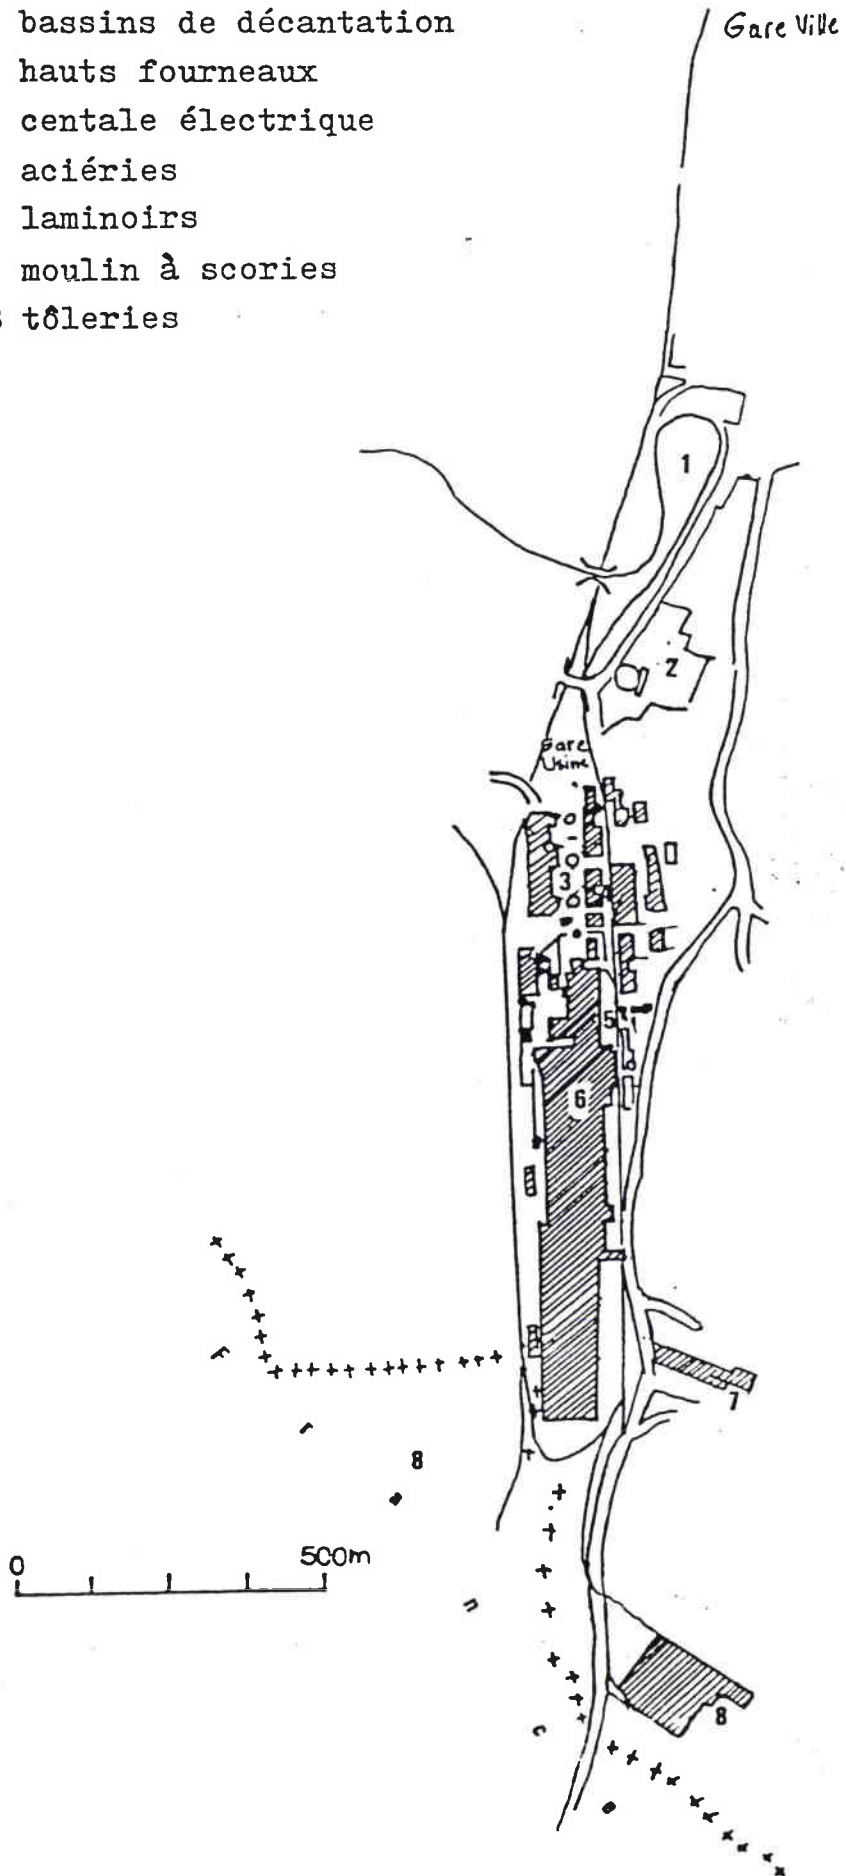 bassins de décantation
Gare Ville
hauts fourneaux
centale électrique
aciéries
laminoirs
moulin à scories
tôleries
1
2
Gare
Usine
3
5
6
7
F
r
8
a
0 500m
n
8
c
e